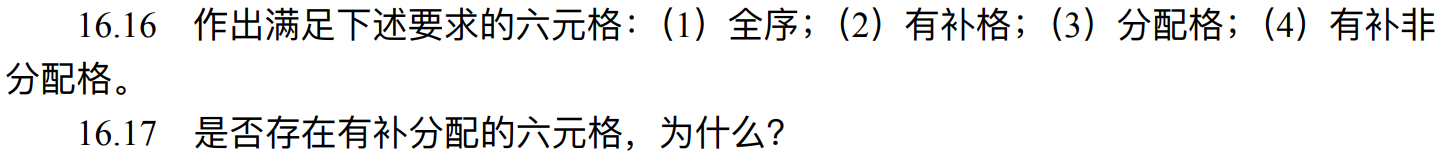 16.16 作出满足下述要求的六元格：（1）全序；（2）有补格；（3）分配格；（4）有补非
分配格。
16.17 是否存在有补分配的六元格，为什么？